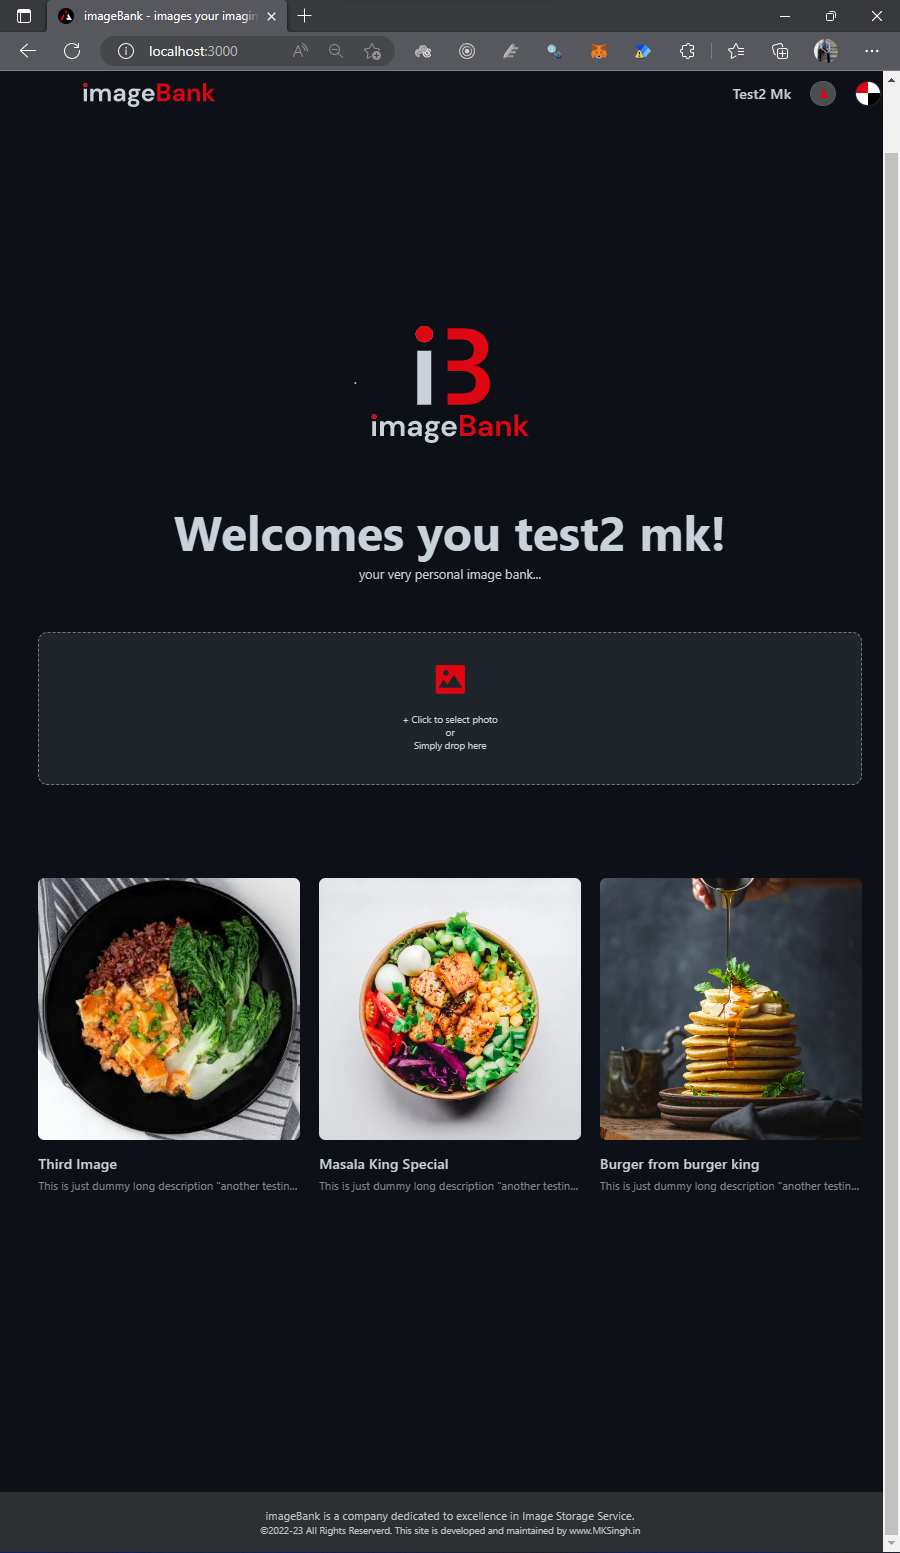 imageBank - images your imagin
localhost:3000
imageBank
Test2 Mk
iB
imageBank
Welcomes you test2 mk!
your very personal image bank...
+ Click to select photo
or
Simply drop here
Third Image
This is just dummy long description "another testin...
Masala King Special
This is just dummy long description "another testin...
Burger from burger king
This is just dummy long description "another testin...
imageBank is a company dedicated to excellence in Image Storage Service.
©2022-23 All Rights Reserverd. This site is developed and maintained by www.MKSingh.in